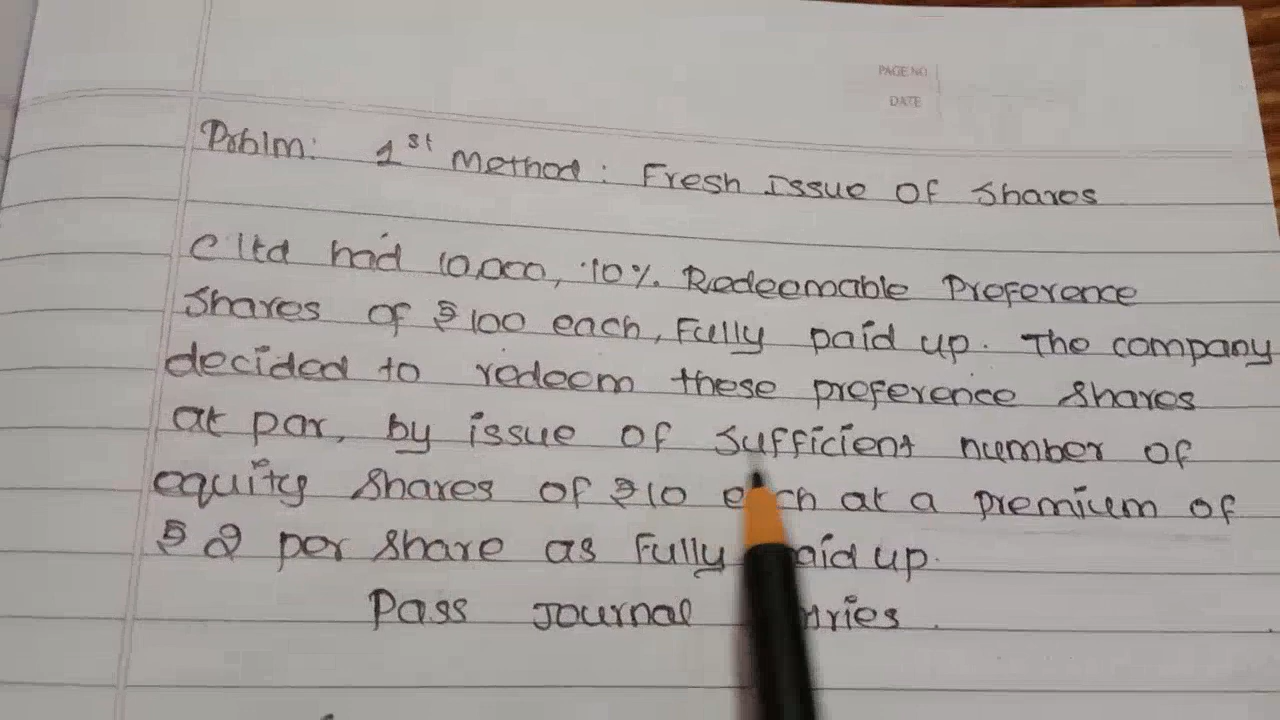 PAGE NO
DATE
Problm: 1st Method: Fresh Issue Of Shares
C ltd had 10,000, 10% Redeemable Preference
Shares of ₹100 each, Fully paid up. The company
decided to redeem these preference shares
at par, by issue of Sufficient number of
equity shares of ₹10 each at a premium of
₹2 per share as Fully paid up.
Pass Journal